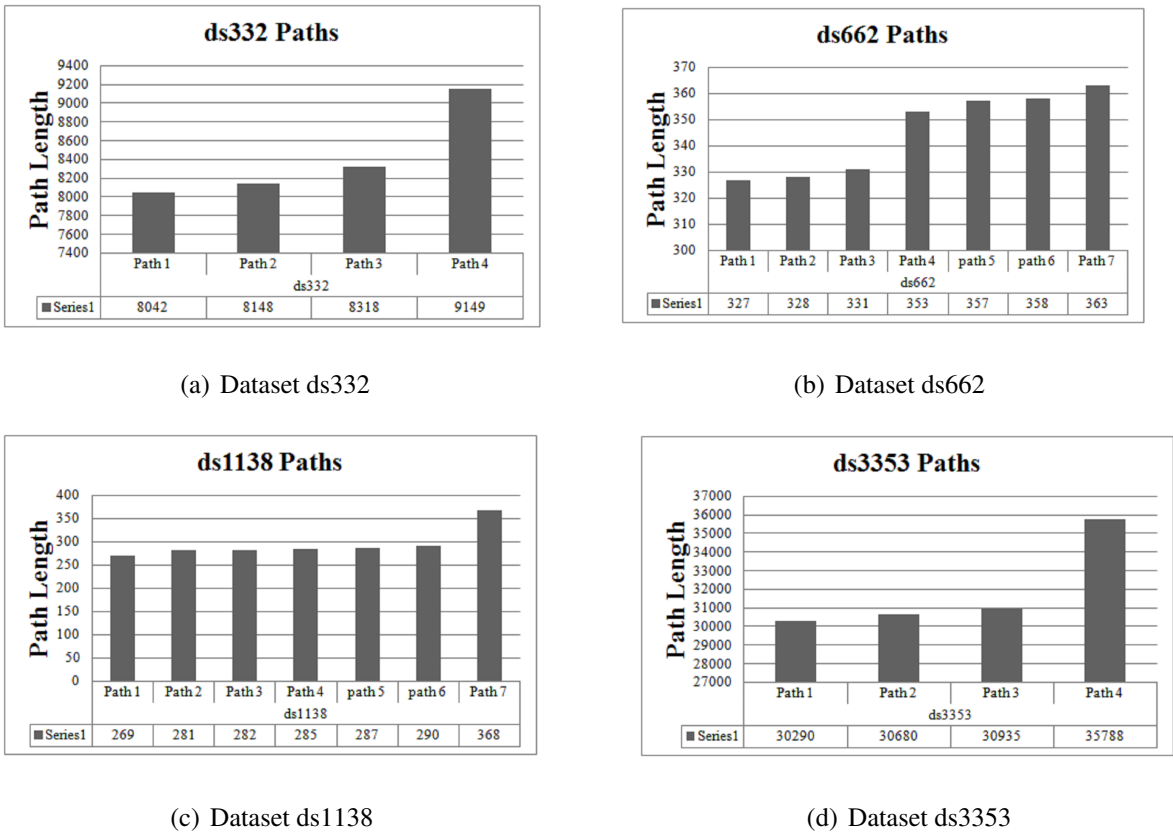 ds332 Paths
Path Length
9400
9200
9000
8800
8600
8400
8200
8000
7800
7600
7400
Path 1 Path 2 Path 3 Path 4
ds332
Series1 8042 8148 8318 9149
(a) Dataset ds332
ds662 Paths
Path Length
370
360
350
340
330
320
310
300
Path 1 Path 2 Path 3 Path 4 path 5 path 6 Path 7
ds662
Series1 327 328 331 353 357 358 363
(b) Dataset ds662
ds1138 Paths
Path Length
400
350
300
250
200
150
100
50
0
Path 1 Path 2 Path 3 Path 4 path 5 path 6 Path 7
ds1138
Series1 269 281 282 285 287 290 368
(c) Dataset ds1138
ds3353 Paths
Path Length
37000
36000
35000
34000
33000
32000
31000
30000
29000
28000
27000
Path 1 Path 2 Path 3 Path 4
ds3353
Series1 30290 30680 30935 35788
(d) Dataset ds3353